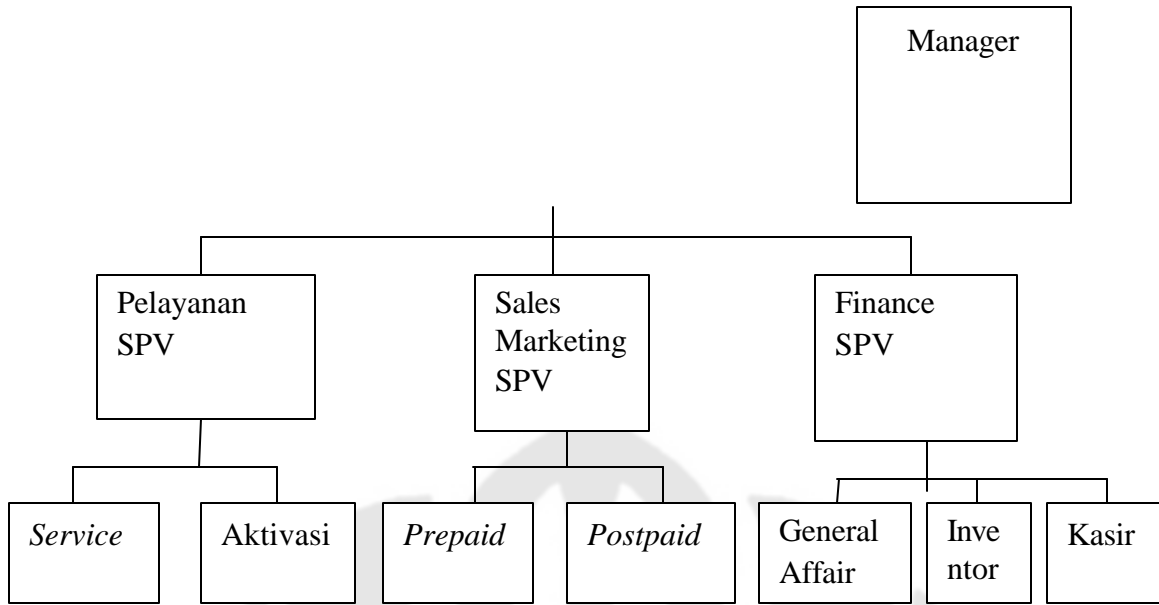 Manager
Pelayanan
SPV
Sales
Marketing
SPV
Finance
SPV
Service
Aktivasi
Prepaid
Postpaid
General
Affair
Inve
ntor
Kasir